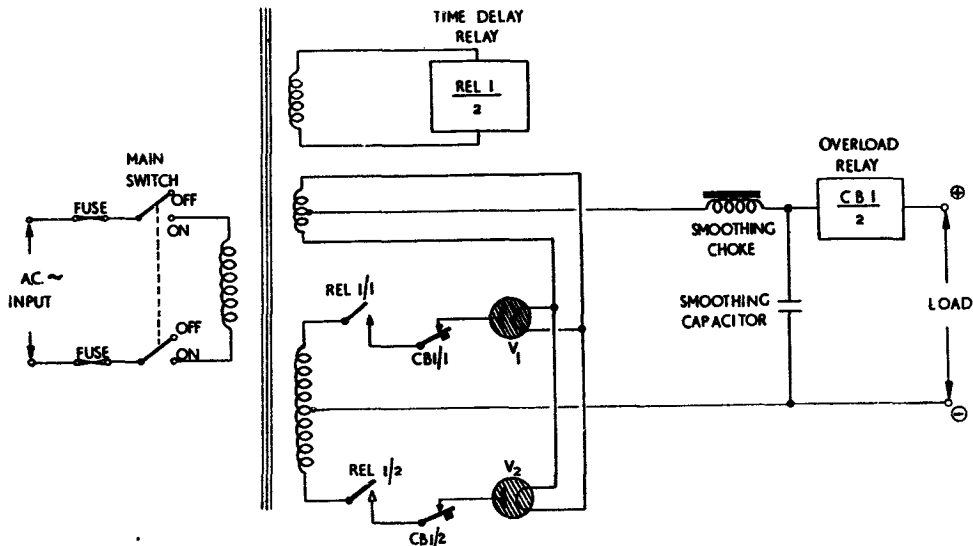 TIME DELAY
RELAY
REL 1
2
MAIN
SWITCH
OFF
ON
FUSE
A.C. ~
INPUT
OFF
ON
FUSE
OVERLOAD
RELAY
CB1
2
⊕
SMOOTHING
CHOKE
SMOOTHING
CAPACITOR
LOAD
⊖
REL 1/1
CB1/1
V1
REL 1/2
CB1/2
V2